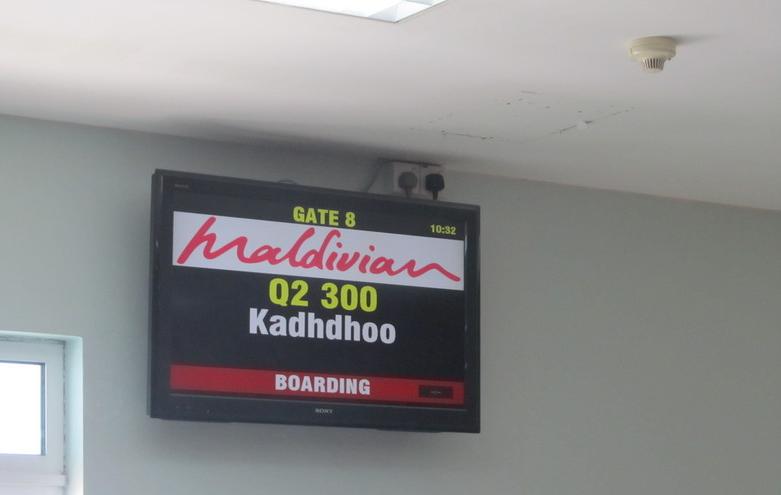 GATE 8
10:32
Maldivian
Q2 300
Kadhdhoo
BOARDING
SONY